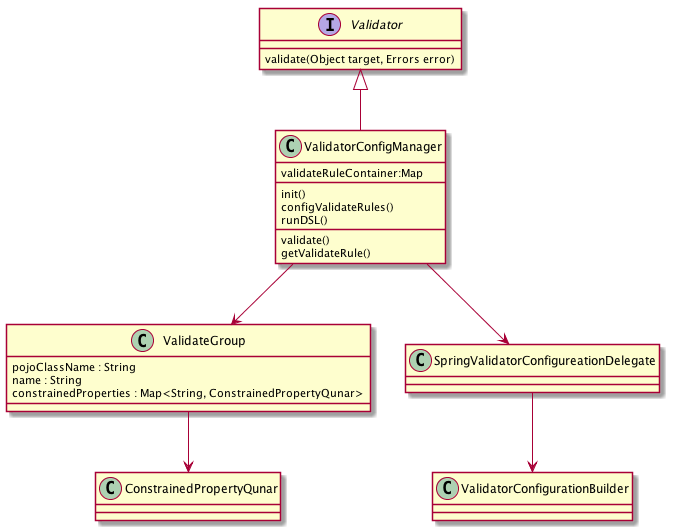 I Validator
validate(Object target, Errors error)
C ValidatorConfigManager
validateRuleContainer:Map
init()
configValidateRules()
runDSL()
validate()
getValidateRule()
C ValidateGroup
pojoClassName : String
name : String
constrainedProperties : Map<String, ConstrainedPropertyQunar>
C SpringValidatorConfigureationDelegate
C ConstrainedPropertyQunar
C ValidatorConfigurationBuilder